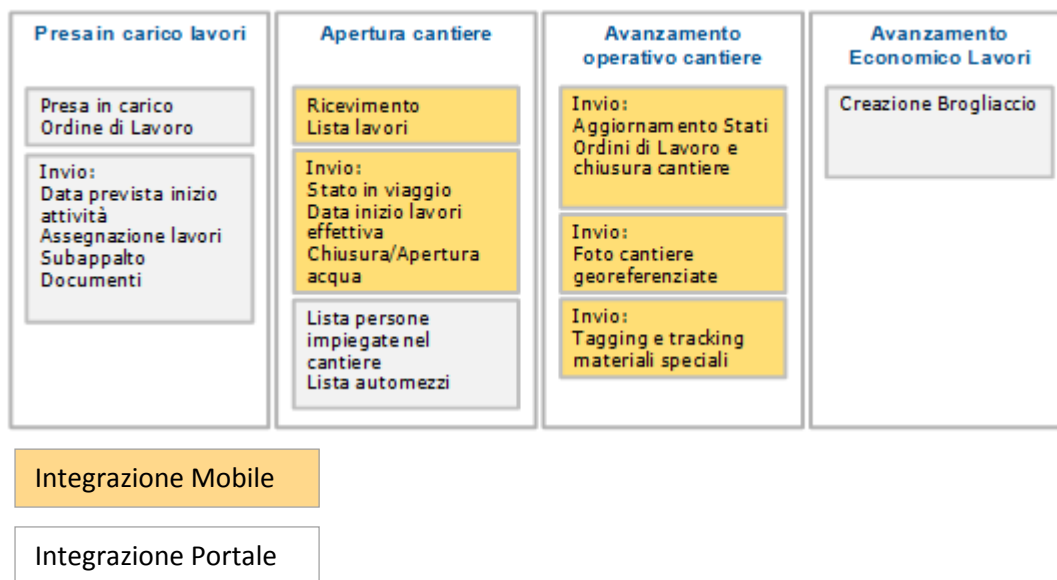 Presa in carico lavori
Presa in carico
Ordine di Lavoro
Invio:
Data prevista inizio
attività
Assegnazione lavori
Subappalto
Documenti
Apertura cantiere
Ricevimento
Lista lavori
Invio:
Stato in viaggio
Data inizio lavori
effettiva
Chiusura/Apertura
acqua
Lista persone
impiegate nel
cantiere
Lista automezzi
Avanzamento
operativo cantiere
Invio:
Aggiornamento Stati
Ordini di Lavoro e
chiusura cantiere
Invio:
Foto cantiere
georeferenziate
Invio:
Tagging e tracking
materiali speciali
Avanzamento
Economico Lavori
Creazione Brogliaccio
Integrazione Mobile
Integrazione Portale